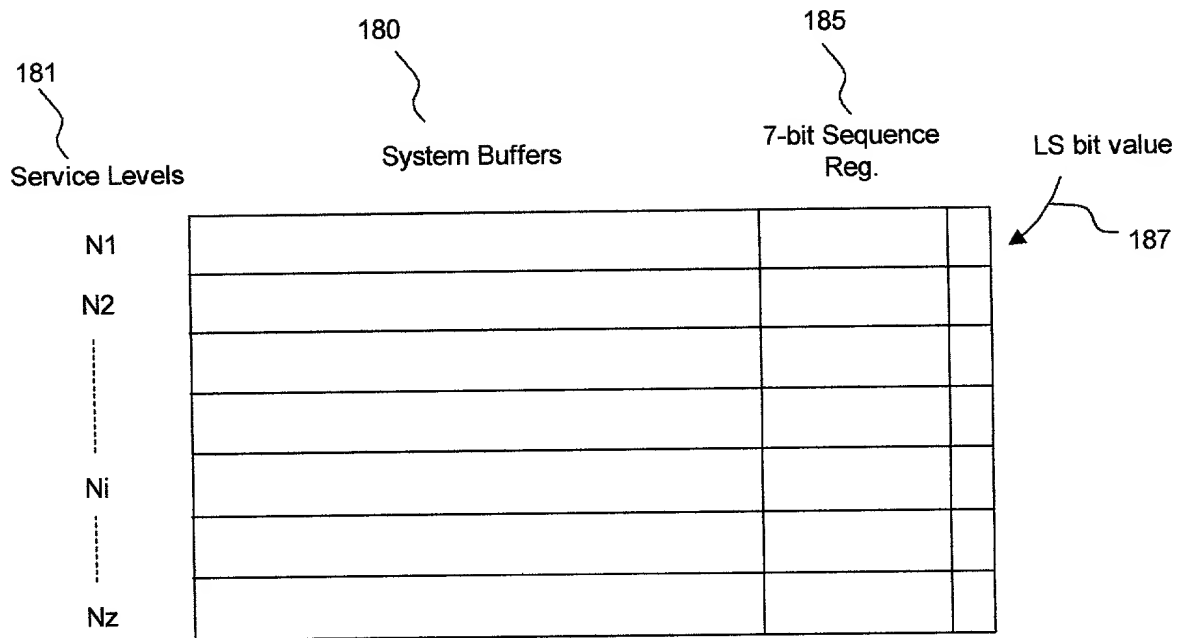 180
185
181
7-bit Sequence
Reg.
LS bit value
System Buffers
Service Levels
187
N1
N2
Ni
Nz